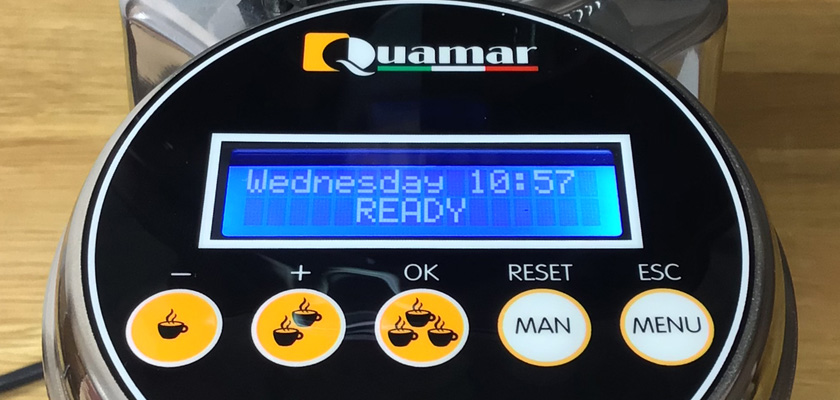 Quamar
Wednesday 10:57
READY
− + OK RESET ESC
MAN MENU